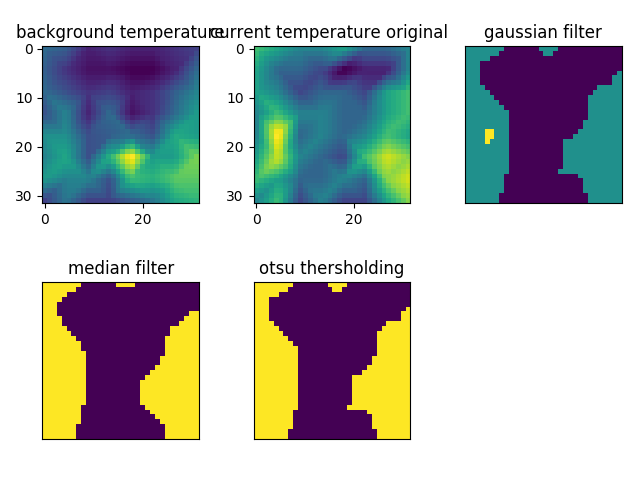 background temperature
current temperature original
gaussian filter
0
10
20
30
0
20
0
10
20
30
0
20
median filter
otsu thersholding